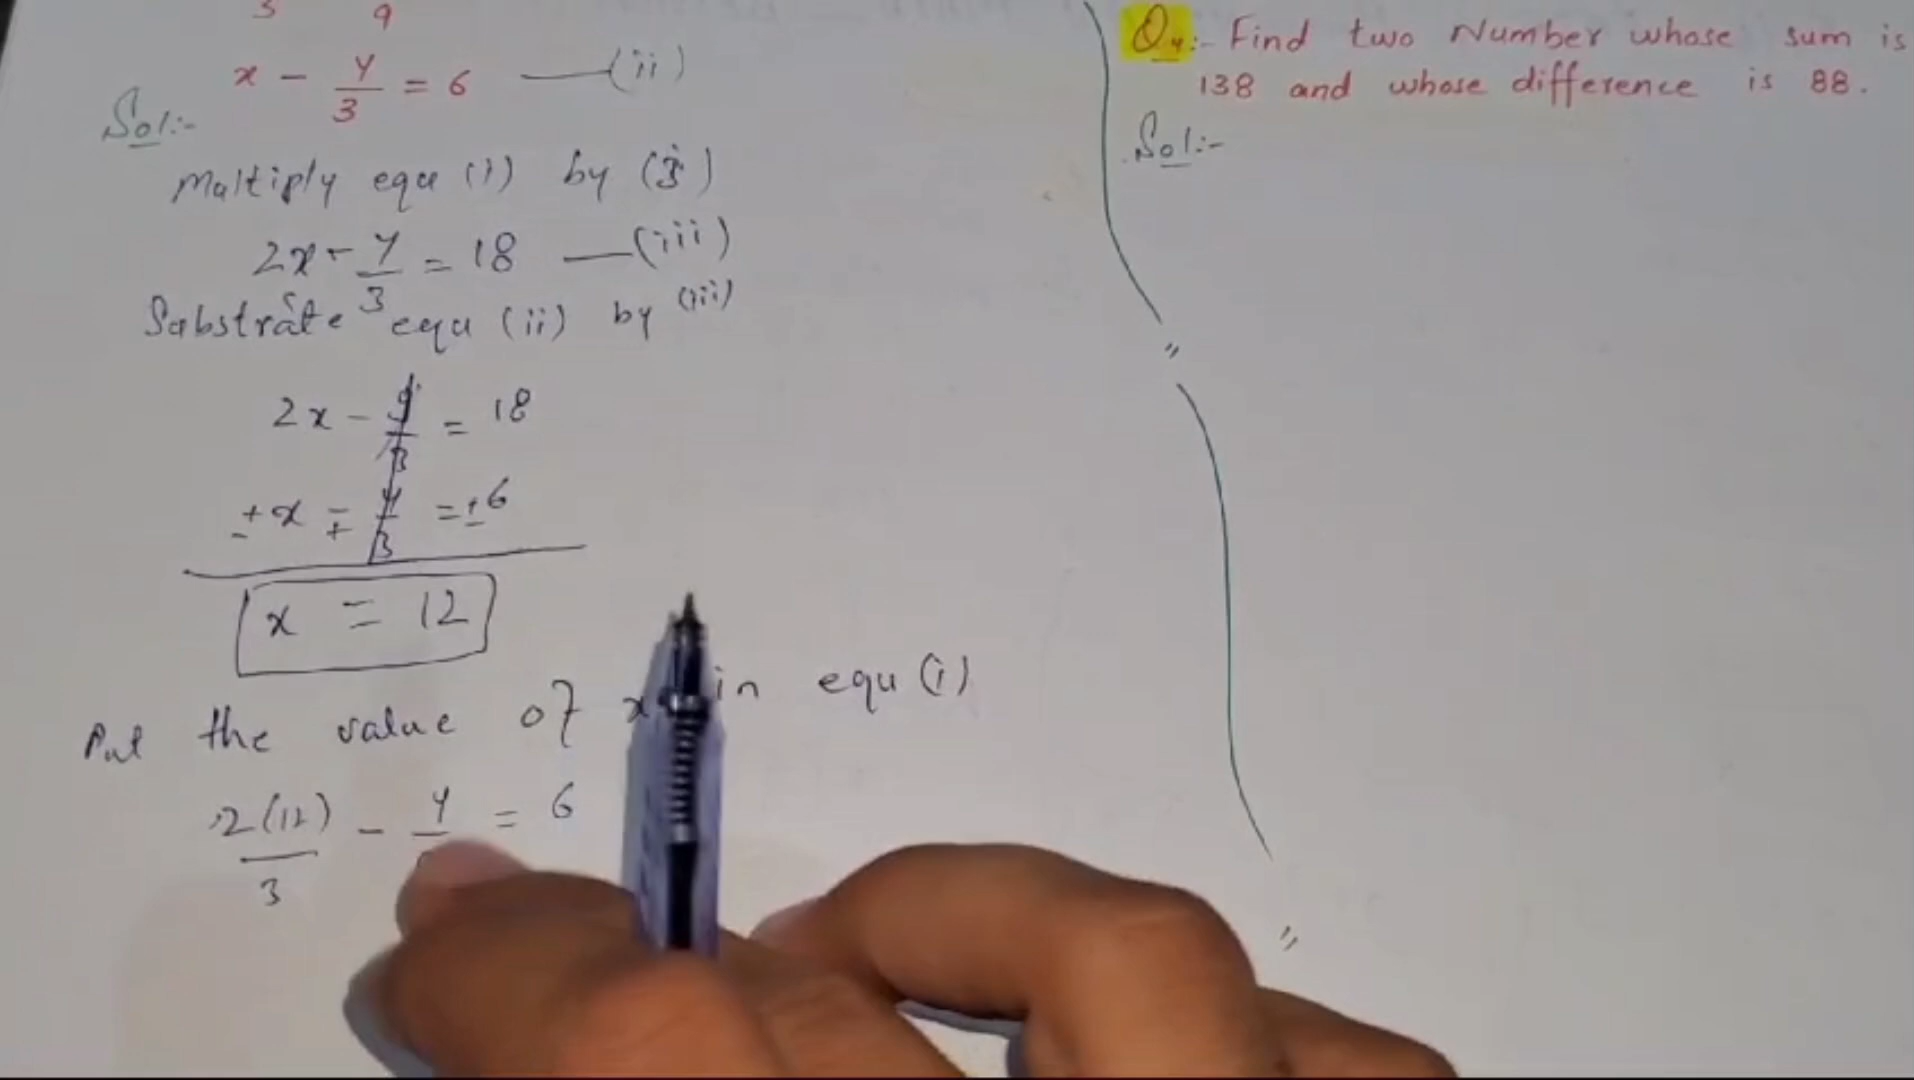 3 9
x - y/3 = 6 —(ii)
Sol:-
Multiply equ (i) by (3)
2x - y/3 = 18 —(iii)
Sabstrate equ (ii) by (iii)
2x - y/3 = 18
±x ∓ y/3 = ±6
x = 12
Put the value of x in equ (i)
2(12)/3 - y = 6
Q4:- Find two Number whose sum is
138 and whose difference is 88.
Sol:-